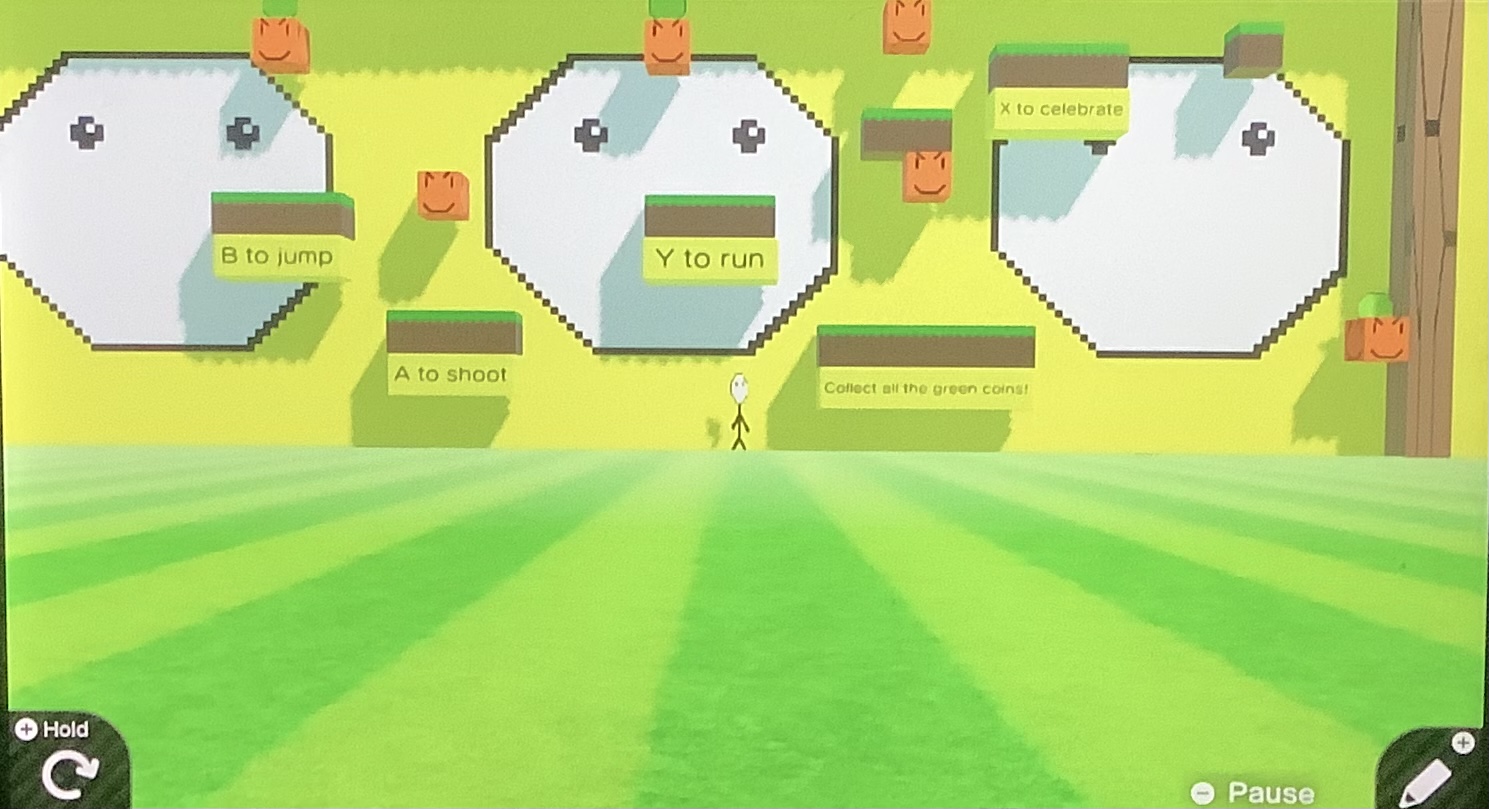 X to celebrate
B to jump
Y to run
A to shoot
Collect all the green coins!
Hold
Pause